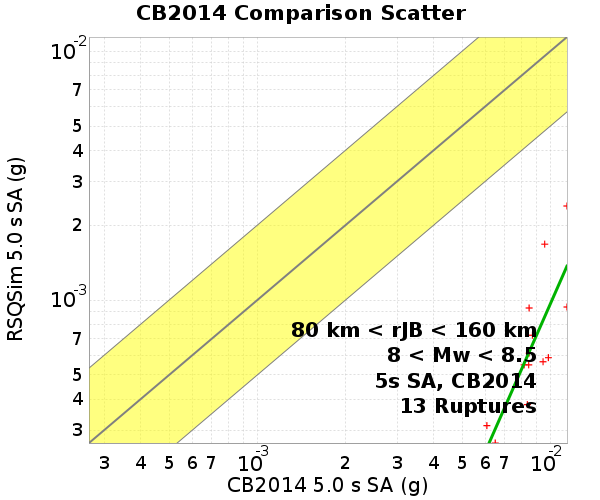 CB2014 Comparison Scatter
RSQSim 5.0 s SA (g)
10⁻²
7
5
4
3
2
10⁻³
7
5
4
3
80 km < rJB < 160 km
8 < Mw < 8.5
5s SA, CB2014
13 Ruptures
3 4 5 6 7 10⁻³ 2 3 4 5 6 7 10⁻²
CB2014 5.0 s SA (g)